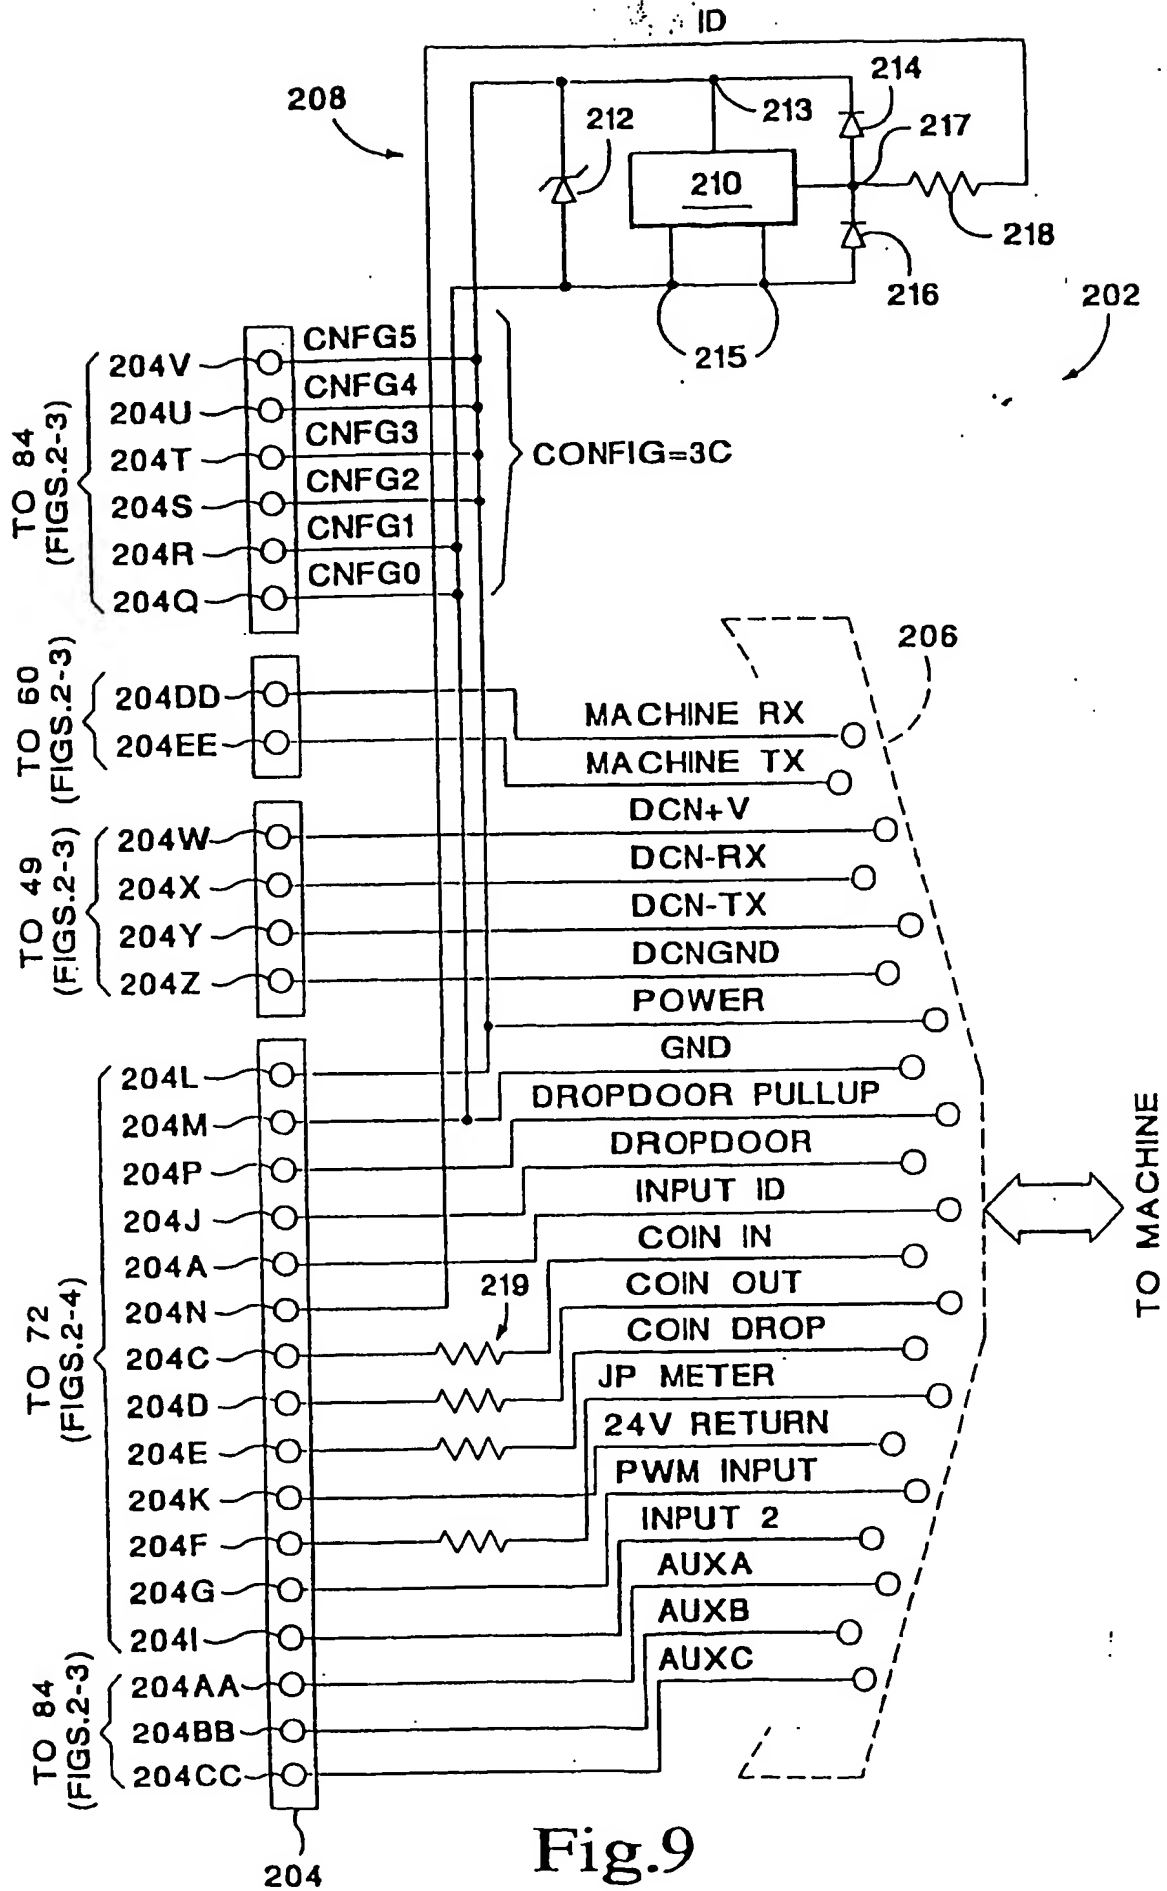 ID
208
212
213
214
217
210
218
216
215
202
TO 84
(FIGS.2-3)
204V
CNFG5
204U
CNFG4
204T
CNFG3
204S
CNFG2
204R
CNFG1
204Q
CNFG0
CONFIG=3C
206
TO 60
(FIGS.2-3)
204DD
MACHINE RX
204EE
MACHINE TX
TO 49
(FIGS.2-3)
204W
DCN+V
204X
DCN-RX
204Y
DCN-TX
204Z
DCNGND
POWER
TO 72
(FIGS.2-4)
204L
GND
204M
DROPDOOR PULLUP
204P
DROPDOOR
204J
INPUT ID
204A
COIN IN
204N
219
COIN OUT
204C
COIN DROP
204D
JP METER
204E
24V RETURN
204K
PWM INPUT
204F
INPUT 2
204G
AUXA
204I
AUXB
TO 84
(FIGS.2-3)
204AA
AUXC
204BB
204CC
TO MACHINE
204
Fig.9